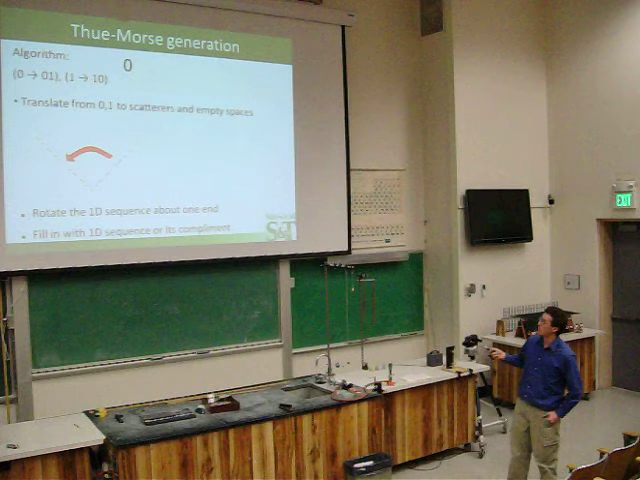 Thue-Morse generation
Algorithm:
0
(0 → 01), (1 → 10)
• Translate from 0,1 to scatterers and empty spaces
• Rotate the 1D sequence about one end
• Fill in with 1D sequence or its compliment
S&T
EXIT